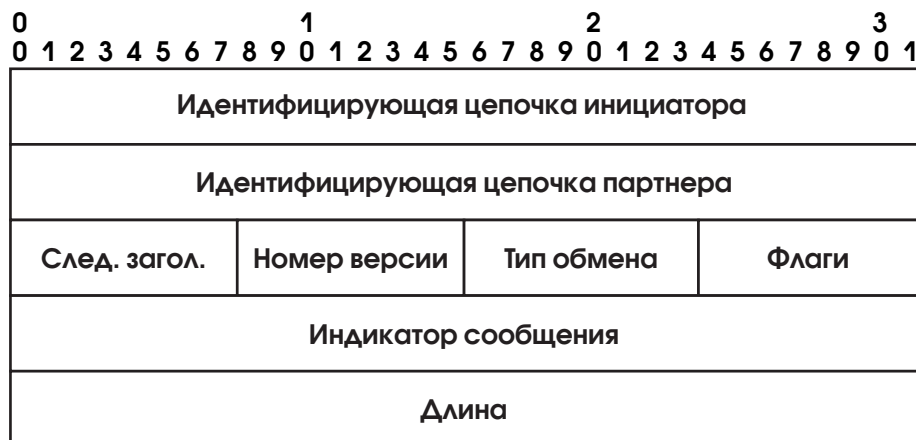 0 1 2 3
0 1 2 3 4 5 6 7 8 9 0 1 2 3 4 5 6 7 8 9 0 1 2 3 4 5 6 7 8 9 0 1
Идентифицирующая цепочка инициатора
Идентифицирующая цепочка партнера
След. загол. Номер версии Тип обмена Флаги
Индикатор сообщения
Длина